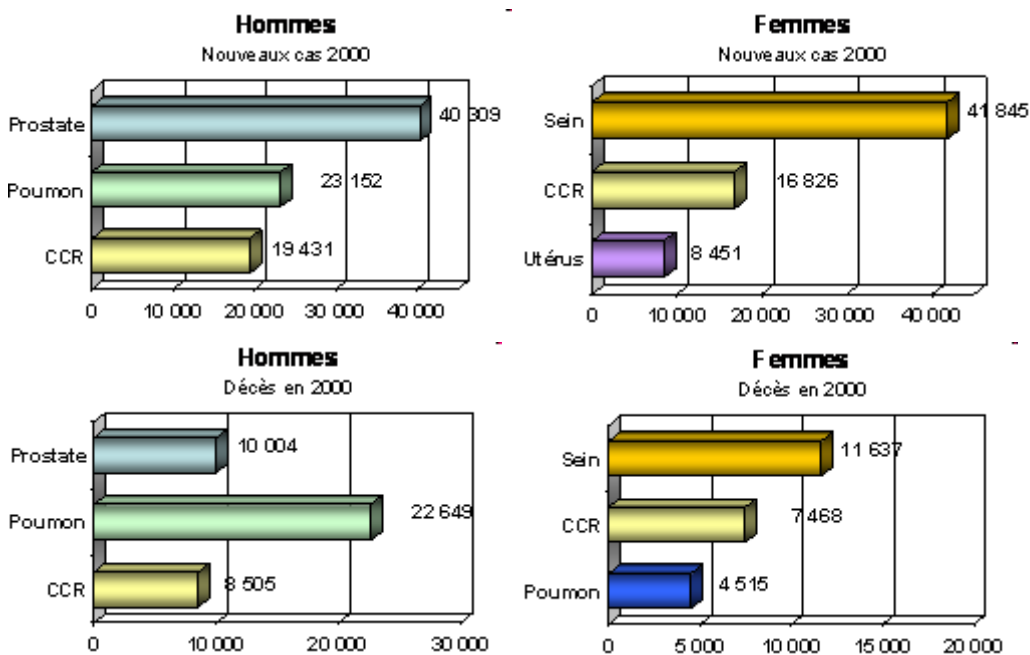 Hommes
Nouveaux cas 2000
Prostate 40 309
Poumon 23 152
CCR 19 431
0 10 000 20 000 30 000 40 000
Femmes
Nouveaux cas 2000
Sein 41 845
CCR 16 826
Utérus 8 451
0 10 000 20 000 30 000 40 000
Hommes
Décès en 2000
Prostate 10 004
Poumon 22 649
CCR 8 505
0 10 000 20 000 30 000
Femmes
Décès en 2000
Sein 11 637
CCR 7 468
Poumon 4 515
0 5 000 10 000 15 000 20 000